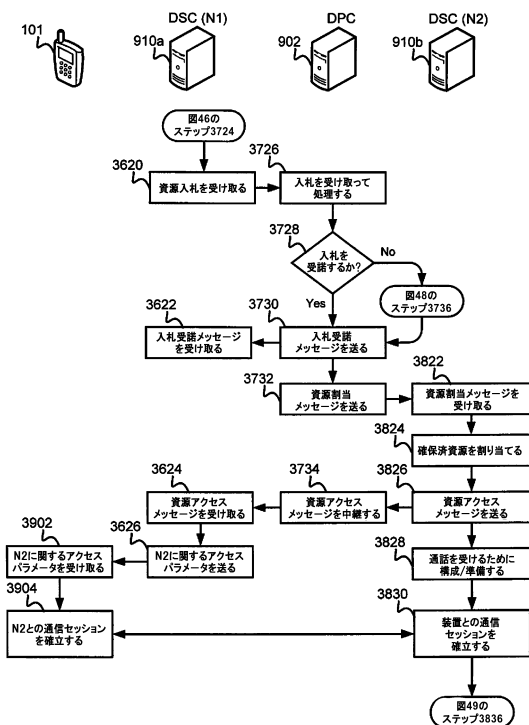 DSC (N1)
DPC
DSC (N2)
101
910a
902
910b
図46の
ステップ3724
3726
3620
資源入札を受け取る
入札を受け取って
処理する
3728
入札を
受諾するか?
No
Yes
図48の
ステップ3736
3622
3730
入札受諾メッセージ
を受け取る
入札受諾
メッセージを送る
3822
3732
資源割当
メッセージを送る
資源割当メッセージを
受け取る
3824
確保済資源を割り当てる
3624
3734
3826
資源アクセス
メッセージを受け取る
資源アクセス
メッセージを中継する
資源アクセス
メッセージを送る
3902
3626
3828
N2に関するアクセス
パラメータを受け取る
N2に関するアクセス
パラメータを送る
通話を受けるために
構成/準備する
3904
3830
N2との通信セッション
を確立する
装置との通信
セッションを
確立する
図49の
ステップ3836